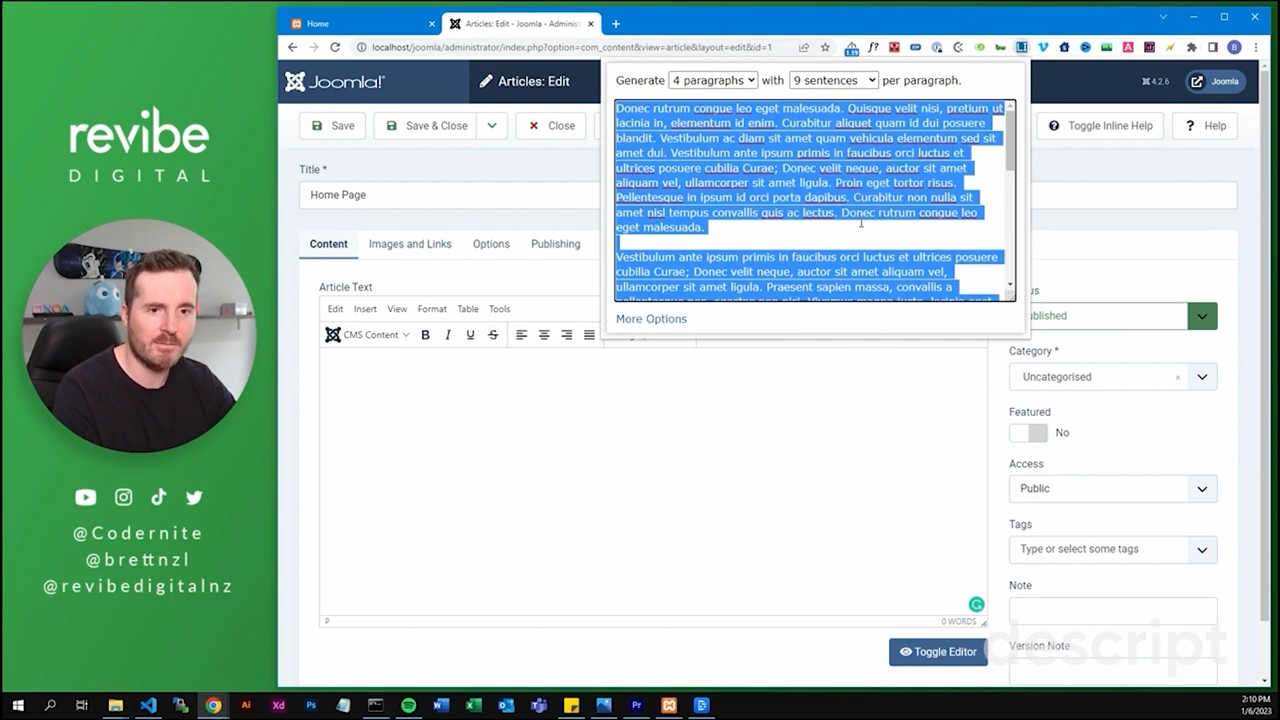 Home
Articles: Edit - Joomla - Adminis
localhost/joomla/administrator/index.php?option=com_content&view=article&layout=edit&id=1
Joomla!
Articles: Edit
4.2.6
Joomla
Save
Save & Close
Close
Toggle Inline Help
Help
Generate 4 paragraphs with 9 sentences per paragraph.
Donec rutrum congue leo eget malesuada. Quisque velit nisi, pretium ut
lacinia in, elementum id enim. Curabitur aliquet quam id dui posuere
blandit. Vestibulum ac diam sit amet quam vehicula elementum sed sit
amet dui. Vestibulum ante ipsum primis in faucibus orci luctus et
ultrices posuere cubilia Curae; Donec velit neque, auctor sit amet
aliquam vel, ullamcorper sit amet ligula. Proin eget tortor risus.
Pellentesque in ipsum id orci porta dapibus. Curabitur non nulla sit
amet nisl tempus convallis quis ac lectus. Donec rutrum congue leo
eget malesuada.
Vestibulum ante ipsum primis in faucibus orci luctus et ultrices posuere
cubilia Curae; Donec velit neque, auctor sit amet aliquam vel,
ullamcorper sit amet ligula. Praesent sapien massa, convallis a
More Options
Title *
Home Page
Content
Images and Links
Options
Publishing
Article Text
Edit
Insert
View
Format
Table
Tools
CMS Content
B
I
U
S
P
0 WORDS
Toggle Editor
Category *
Uncategorised
Featured
No
Access
Public
Tags
Type or select some tags
Note
Version Note
descript
revibe
DIGITAL
@Codernite
@brettnzl
@revibedigitalnz
2:10 PM
1/6/2023